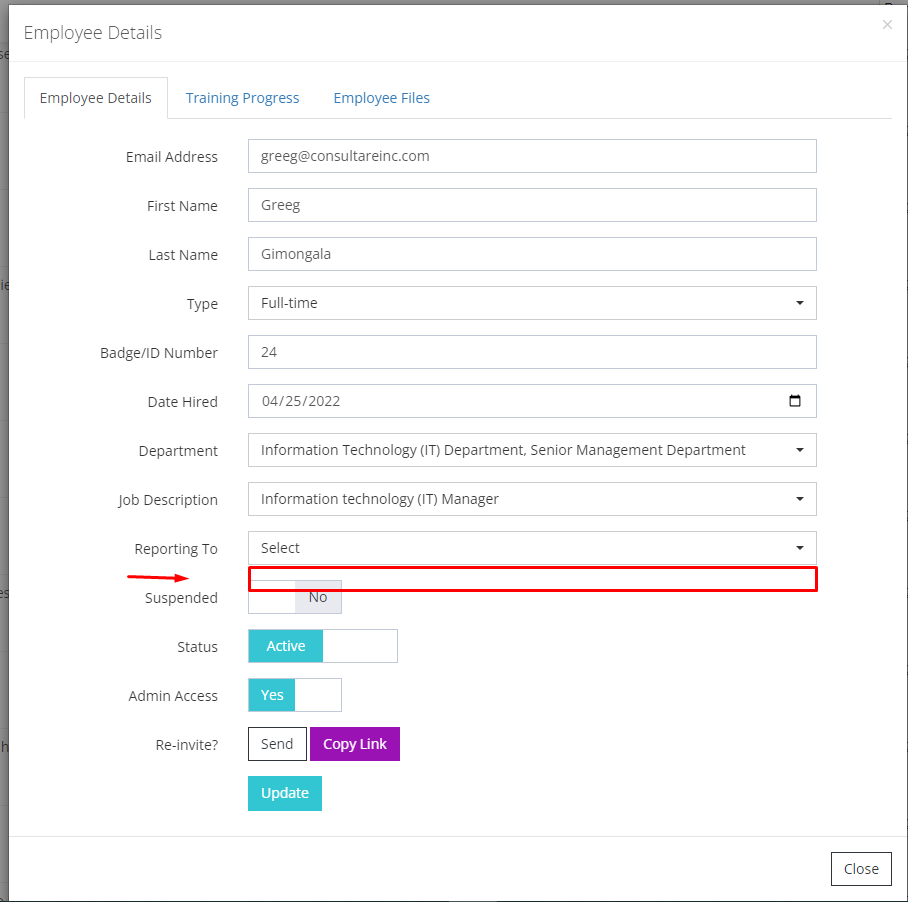 Employee Details
×
Employee Details Training Progress Employee Files
Email Address greeg@consultareinc.com
First Name Greeg
Last Name Gimongala
Type Full-time
Badge/ID Number 24
Date Hired 04/25/2022
Department Information Technology (IT) Department, Senior Management Department
Job Description Information technology (IT) Manager
Reporting To Select
Suspended No
Status Active
Admin Access Yes
Re-invite? Send Copy Link
Update
Close